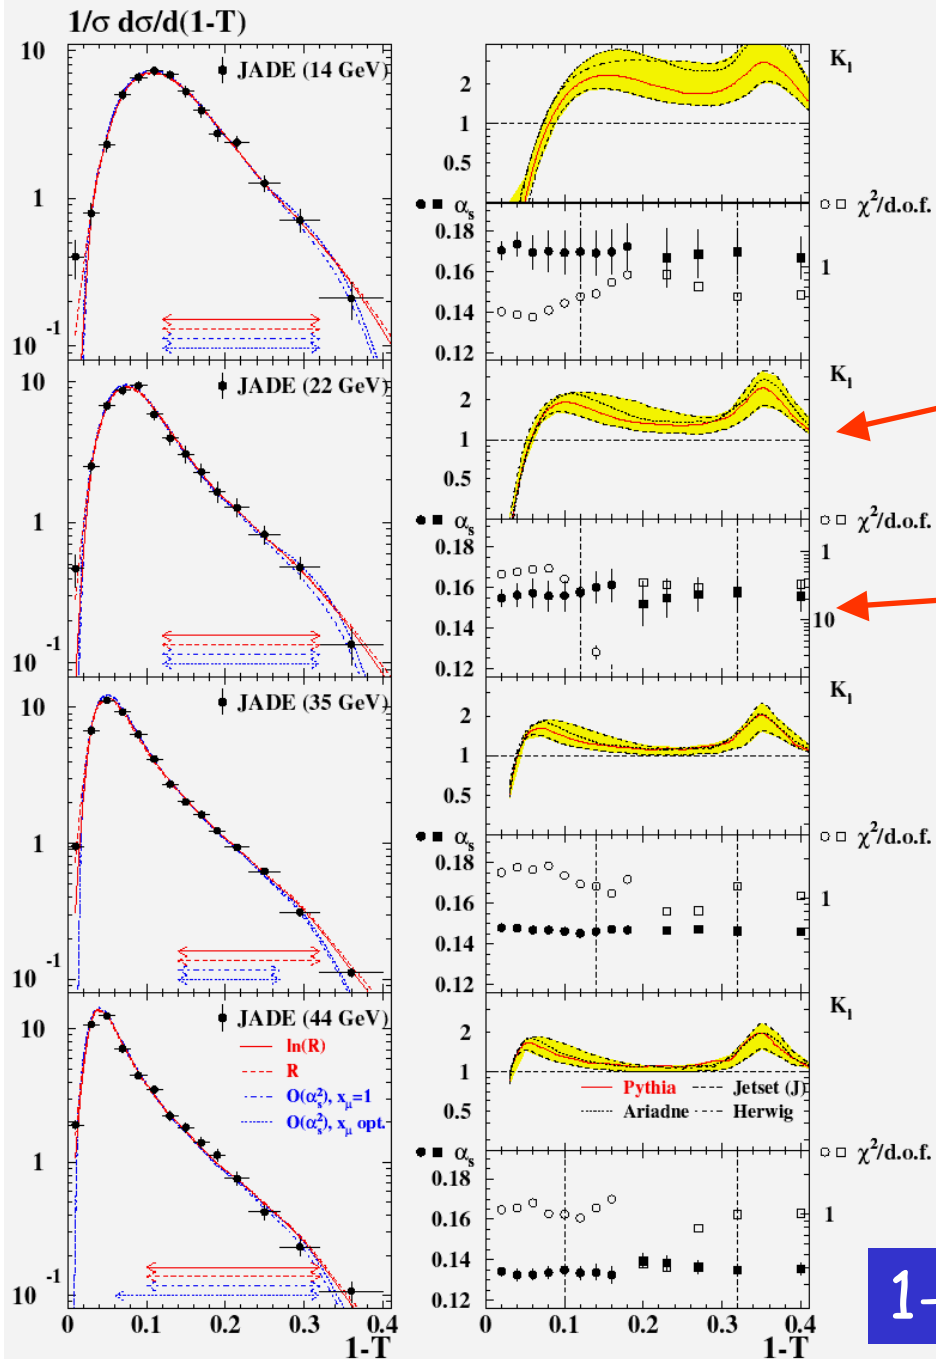 1/σ dσ/d(1-T)
10
1
10⁻¹
JADE (14 GeV)
K₁
2
1
0.5
α_s
χ²/d.o.f.
0.18
0.16
0.14
0.12
1
10
1
10⁻¹
JADE (22 GeV)
K₁
2
1
0.5
α_s
χ²/d.o.f.
0.18
0.16
0.14
0.12
1
10
10
1
10⁻¹
JADE (35 GeV)
K₁
2
1
0.5
α_s
χ²/d.o.f.
0.18
0.16
0.14
0.12
1
10
1
10⁻¹
JADE (44 GeV)
ln(R)
R
O(α_s²), x_μ=1
O(α_s²), x_μ opt.
0 0.1 0.2 0.3 0.4
1-T
K₁
2
1
0.5
Pythia
Jetset (J)
Ariadne
Herwig
α_s
χ²/d.o.f.
0.18
0.16
0.14
0.12
1
0 0.1 0.2 0.3 0.4
1-T
1-